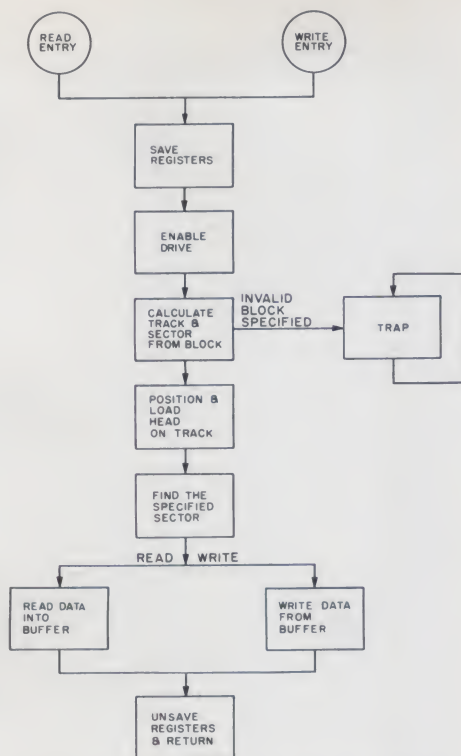 READ
ENTRY
WRITE
ENTRY
SAVE
REGISTERS
ENABLE
DRIVE
CALCULATE
TRACK &
SECTOR
FROM BLOCK
INVALID
BLOCK
SPECIFIED
TRAP
POSITION &
LOAD
HEAD
ON TRACK
FIND THE
SPECIFIED
SECTOR
READ WRITE
READ DATA
INTO
BUFFER
WRITE DATA
FROM
BUFFER
UNSAVE
REGISTERS
& RETURN